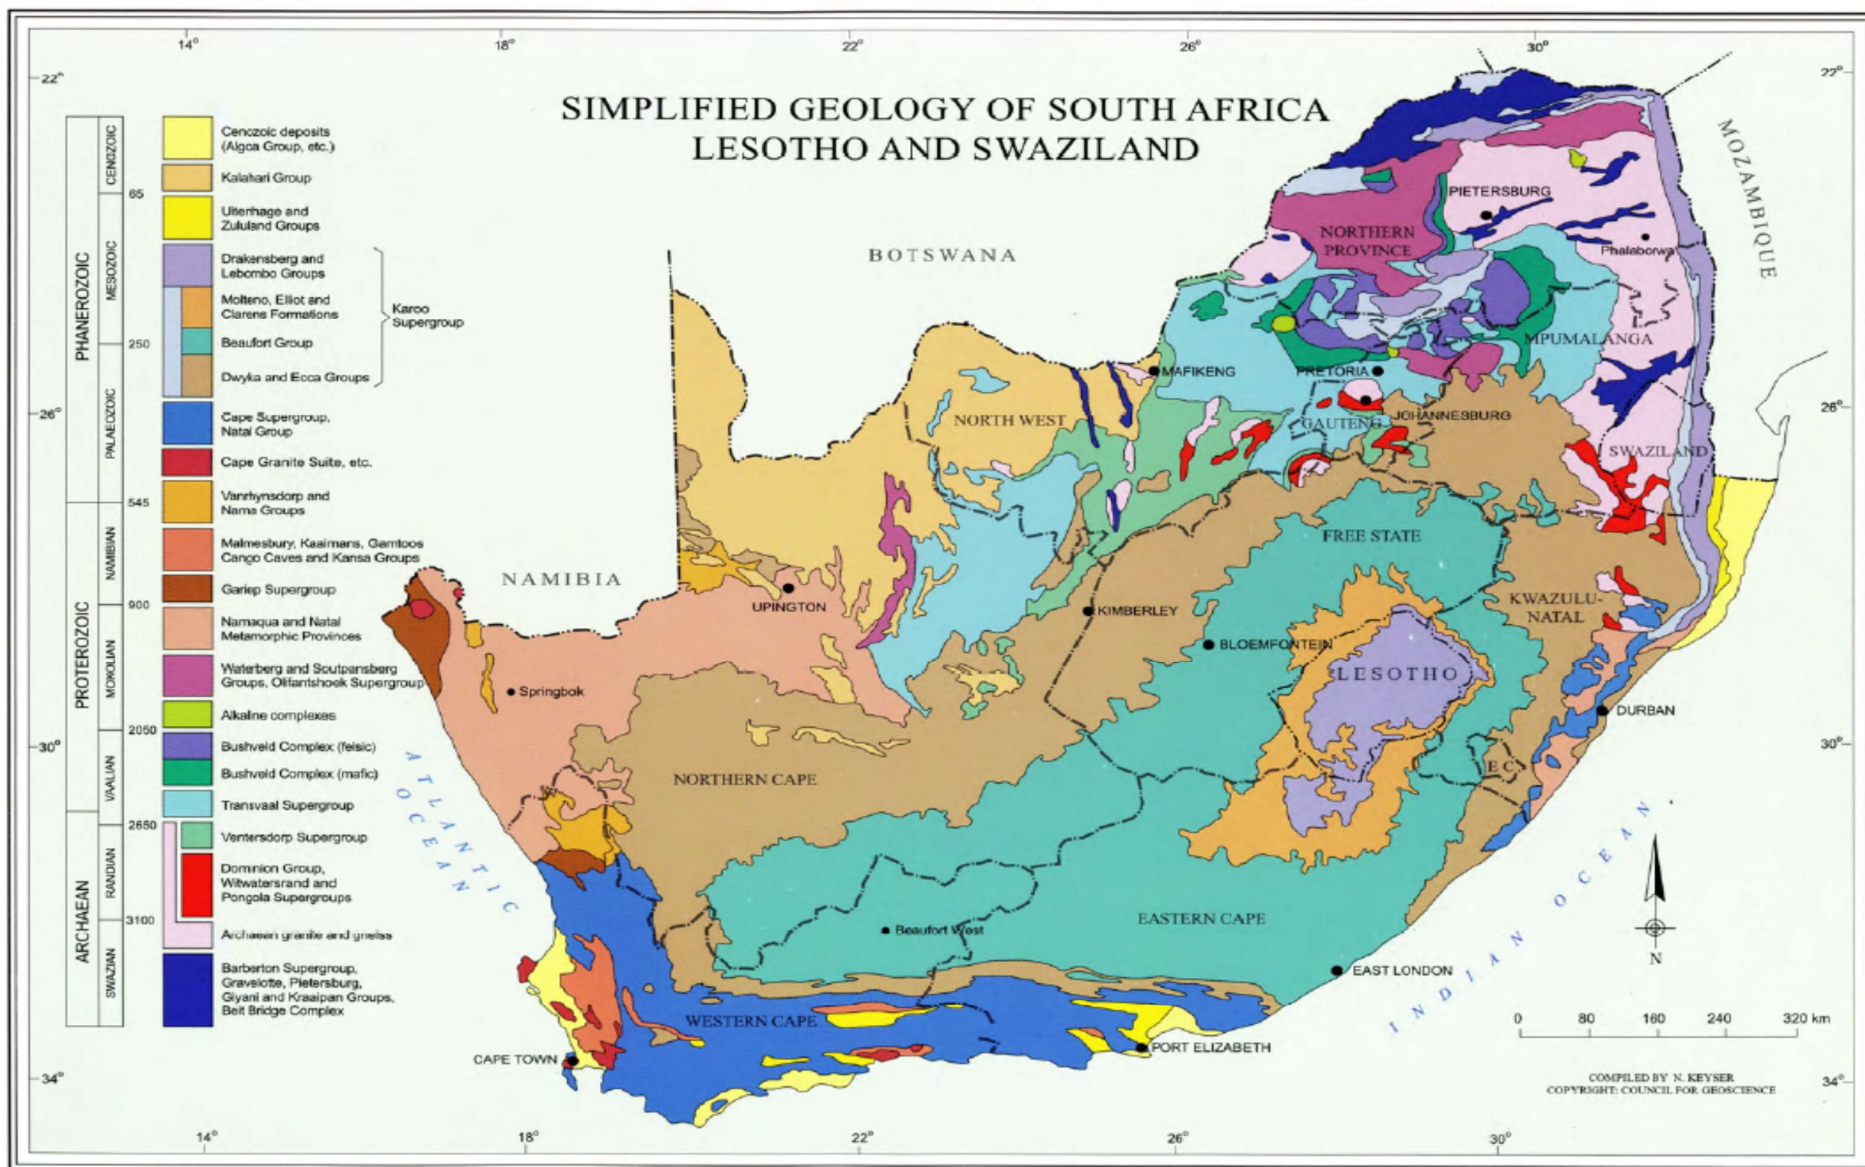 14°
18°
22°
26°
30°
22°
22°
SIMPLIFIED GEOLOGY OF SOUTH AFRICA
LESOTHO AND SWAZILAND
PHANEROZOIC
PROTEROZOIC
ARCHAEAN
CENOZOIC
MESOZOIC
PALAEOZOIC
NAMIBIAN
MOKOLIAN
VAALIAN
RANDIAN
SWAZIAN
65
250
545
900
2050
2650
3100
Cenozoic deposits
(Algoa Group, etc.)
Kalahari Group
Uitenhage and
Zululand Groups
Drakensberg and
Lebombo Groups
Molteno, Elliot and
Clarens Formations
Beaufort Group
Dwyka and Ecca Groups
Karoo
Supergroup
Cape Supergroup,
Natal Group
Cape Granite Suite, etc.
Vanrhynsdorp and
Nama Groups
Malmesbury, Kaaimans, Gamtoos
Cango Caves and Kansa Groups
Gariep Supergroup
Namaqua and Natal
Metamorphic Provinces
Waterberg and Soutpansberg
Groups, Olifantshoek Supergroup
Alkaline complexes
Bushveld Complex (felsic)
Bushveld Complex (mafic)
Transvaal Supergroup
Ventersdorp Supergroup
Dominion Group,
Witwatersrand and
Pongola Supergroups
Archaean granite and gneiss
Barberton Supergroup,
Gravelotte, Pietersburg,
Giyani and Kraaipan Groups,
Beit Bridge Complex
MOZAMBIQUE
BOTSWANA
NAMIBIA
PIETERSBURG
NORTHERN
PROVINCE
Phalaborwa
MPUMALANGA
MAFIKENG
PRETORIA
JOHANNESBURG
GAUTENG
NORTH WEST
SWAZILAND
FREE STATE
UPINGTON
KIMBERLEY
KWAZULU-
NATAL
BLOEMFONTEIN
LESOTHO
Springbok
DURBAN
NORTHERN CAPE
E C
ATLANTIC
OCEAN
EASTERN CAPE
Beaufort West
EAST LONDON
INDIAN OCEAN
WESTERN CAPE
CAPE TOWN
PORT ELIZABETH
N
0 80 160 240 320 km
COMPILED BY N. KEYSER
COPYRIGHT: COUNCIL FOR GEOSCIENCE
26°
26°
30°
30°
34°
34°
14°
18°
22°
26°
30°